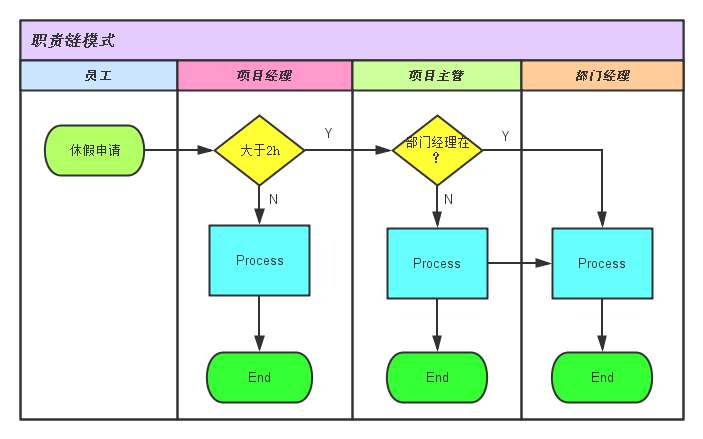 职责链模式
员工
项目经理
项目主管
部门经理
休假申请
大于2h
Y
部门经理在
？
Y
N
N
Process
Process
Process
End
End
End